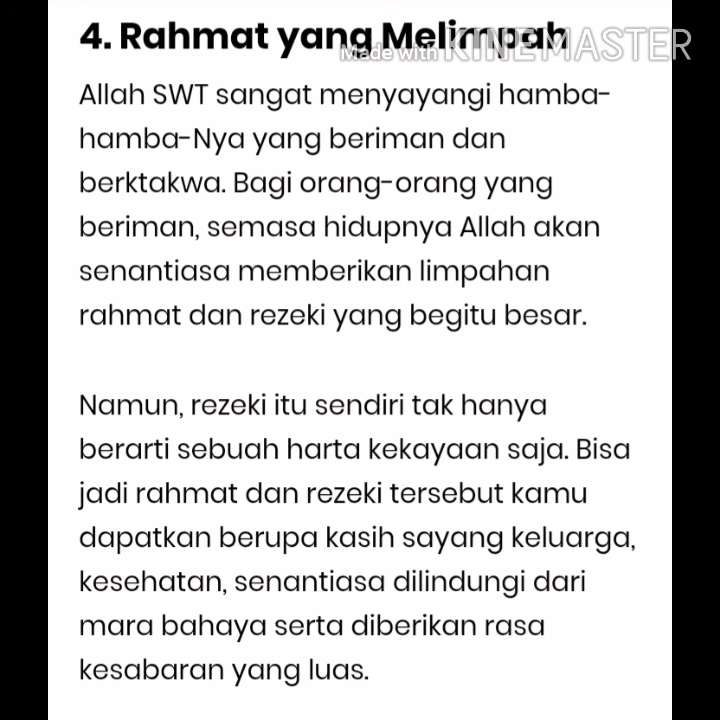 4. Rahmat yang Melimpah
Made with KINEMASTER
Allah SWT sangat menyayangi hamba-
hamba-Nya yang beriman dan
berktakwa. Bagi orang-orang yang
beriman, semasa hidupnya Allah akan
senantiasa memberikan limpahan
rahmat dan rezeki yang begitu besar.
Namun, rezeki itu sendiri tak hanya
berarti sebuah harta kekayaan saja. Bisa
jadi rahmat dan rezeki tersebut kamu
dapatkan berupa kasih sayang keluarga,
kesehatan, senantiasa dilindungi dari
mara bahaya serta diberikan rasa
kesabaran yang luas.